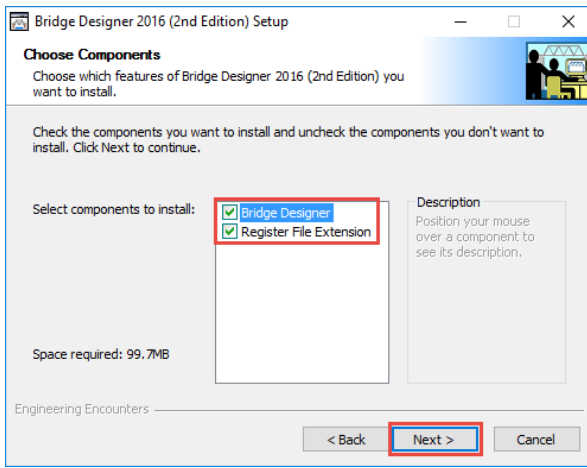 Bridge Designer 2016 (2nd Edition) Setup
Choose Components
Choose which features of Bridge Designer 2016 (2nd Edition) you
want to install.
Check the components you want to install and uncheck the components you don't want to
install. Click Next to continue.
Select components to install:
Bridge Designer
Register File Extension
Description
Position your mouse
over a component to
see its description.
Space required: 99.7MB
Engineering Encounters
< Back
Next >
Cancel